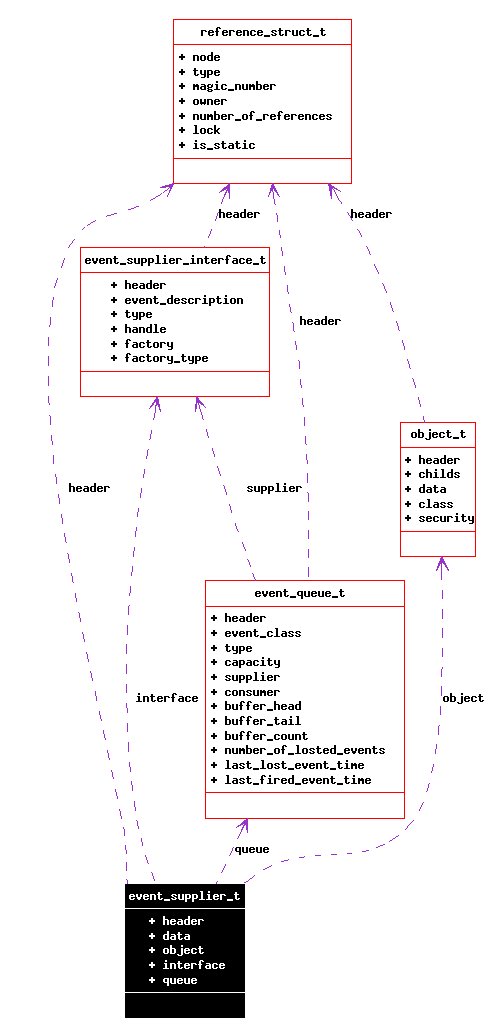 reference_struct_t
+ node
+ type
+ magic_number
+ owner
+ number_of_references
+ lock
+ is_static
header
header
event_supplier_interface_t
+ header
+ event_description
+ type
+ handle
+ factory
+ factory_type
header
object_t
+ header
+ childs
+ data
+ class
+ security
header
supplier
event_queue_t
+ header
+ event_class
+ type
+ capacity
+ supplier
+ consumer
+ buffer_head
+ buffer_tail
+ buffer_count
+ number_of_losted_events
+ last_lost_event_time
+ last_fired_event_time
interface
object
queue
event_supplier_t
+ header
+ data
+ object
+ interface
+ queue